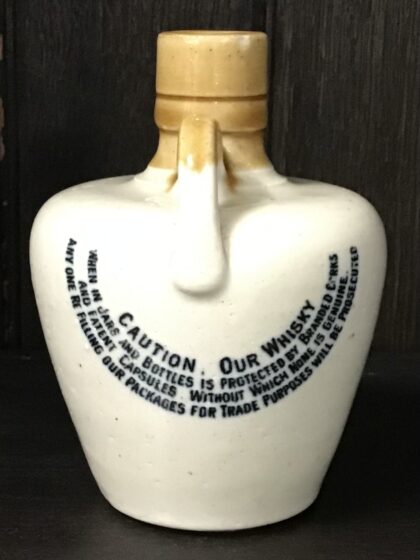 CAUTION. OUR WHISKY
WHEN IN JARS AND BOTTLES IS PROTECTED BY BRANDED CORKS
AND PATENT CAPSULES WITHOUT WHICH NONE IS GENUINE.
ANY ONE RE FILLING OUR PACKAGES FOR TRADE PURPOSES WILL BE PROSECUTED